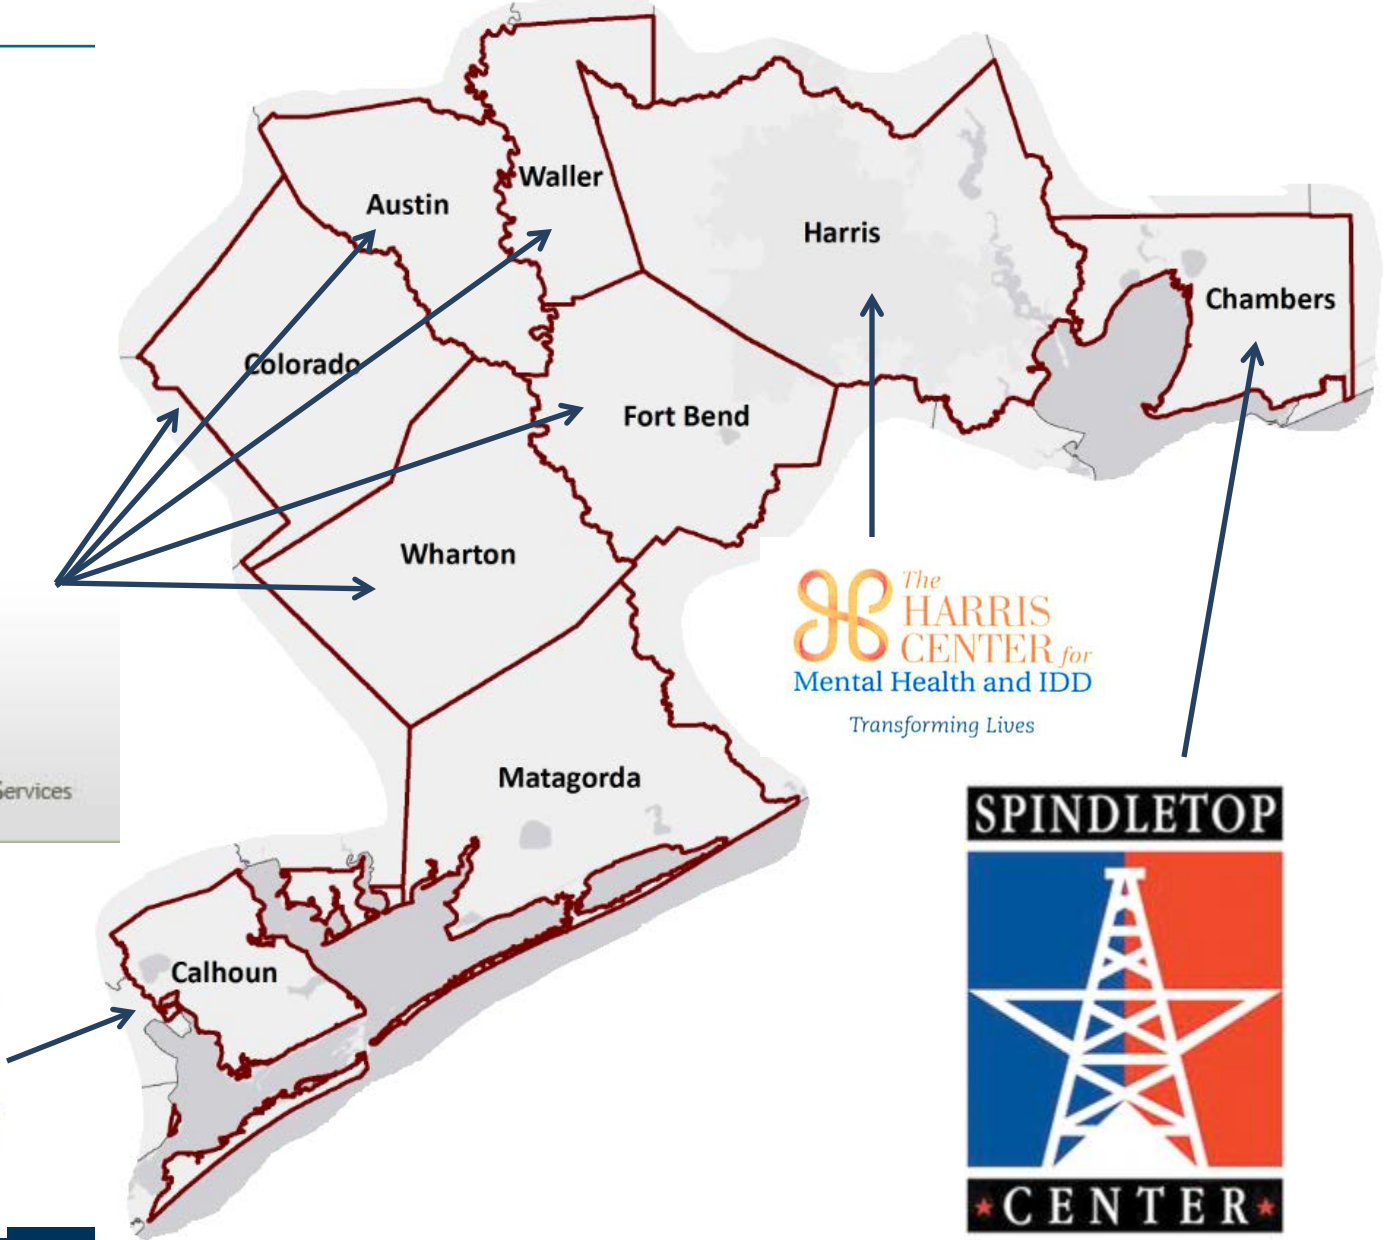 Waller
Austin
Harris
Chambers
Colorado
Fort Bend
Wharton
The
HARRIS
CENTER for
Mental Health and IDD
Transforming Lives
Matagorda
Services
SPINDLETOP
Calhoun
CENTER